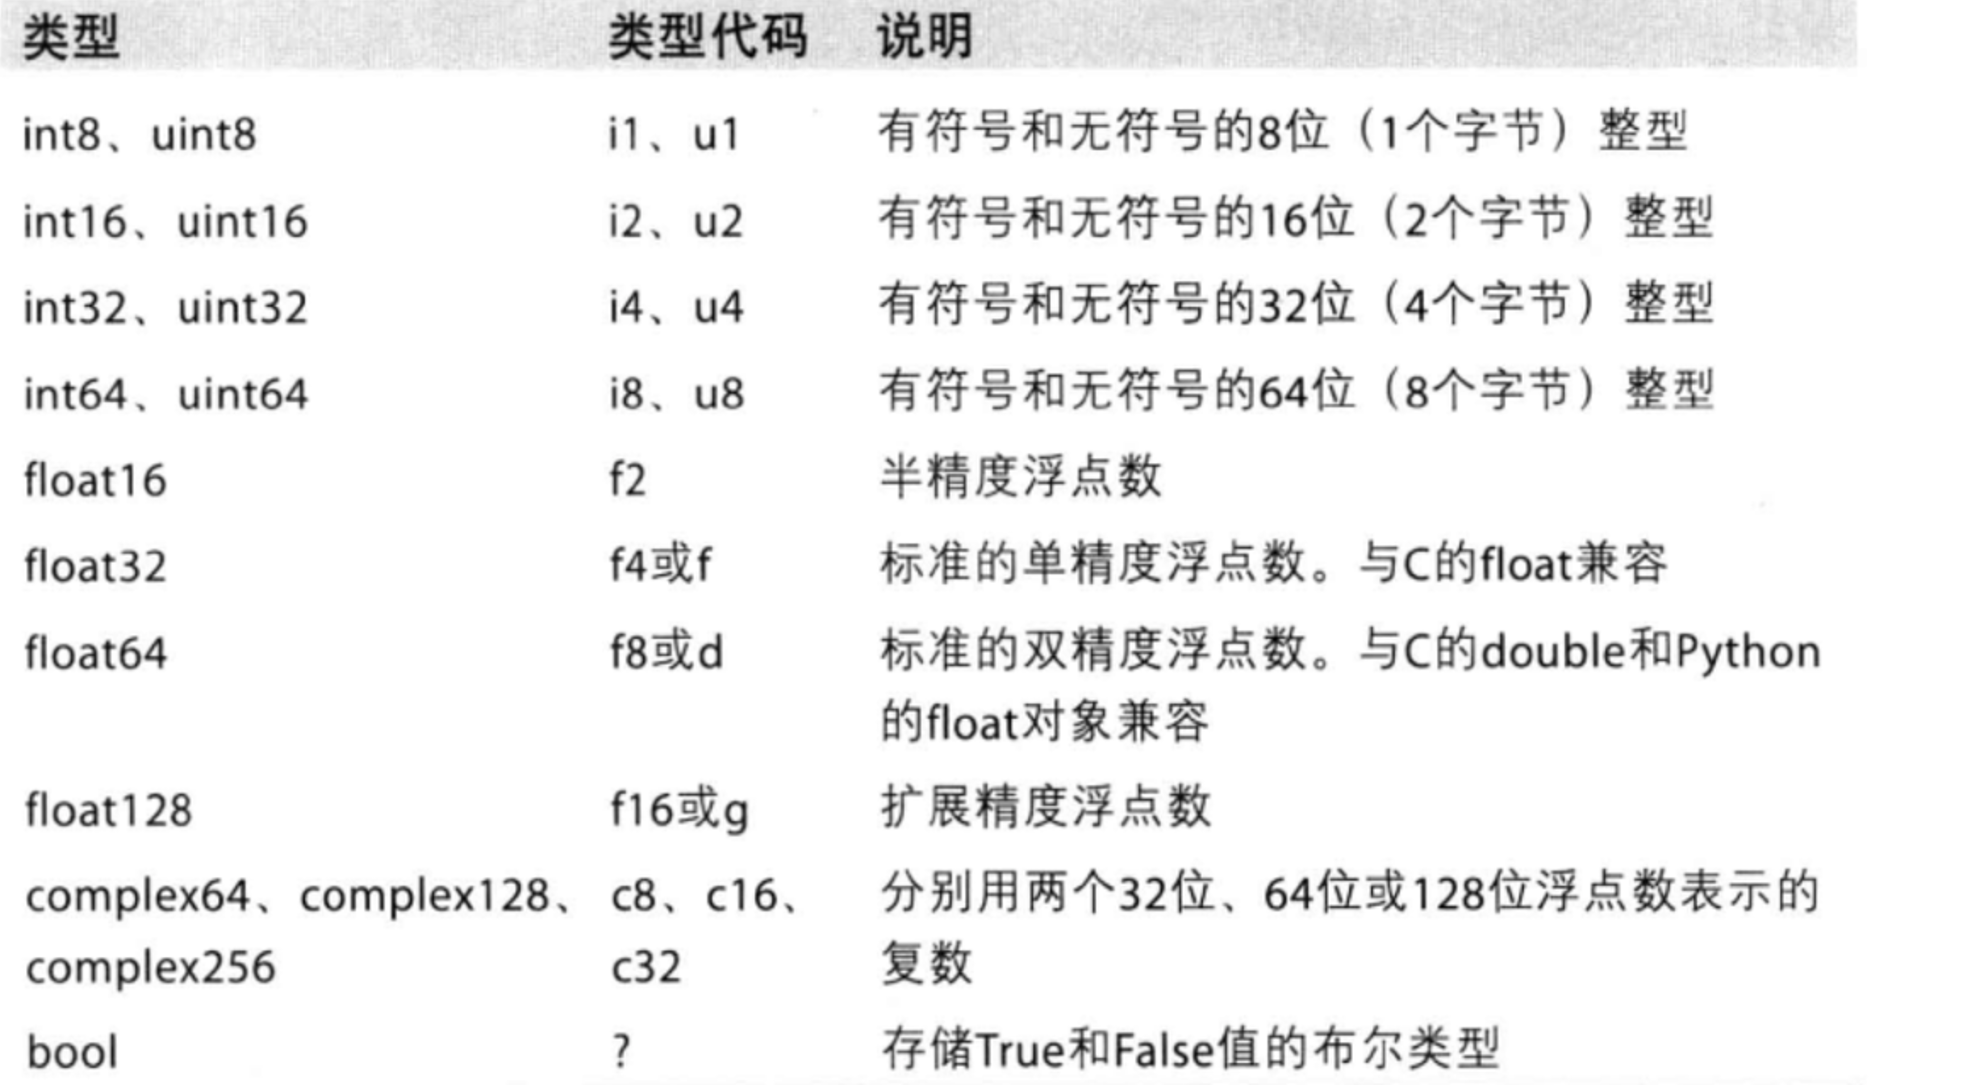 类型 类型代码 说明
int8、uint8 i1、u1 有符号和无符号的8位（1个字节）整型
int16、uint16 i2、u2 有符号和无符号的16位（2个字节）整型
int32、uint32 i4、u4 有符号和无符号的32位（4个字节）整型
int64、uint64 i8、u8 有符号和无符号的64位（8个字节）整型
float16 f2 半精度浮点数
float32 f4或f 标准的单精度浮点数。与C的float兼容
float64 f8或d 标准的双精度浮点数。与C的double和Python
的float对象兼容
float128 f16或g 扩展精度浮点数
complex64、complex128、 c8、c16、 分别用两个32位、64位或128位浮点数表示的
complex256 c32 复数
bool ? 存储True和False值的布尔类型